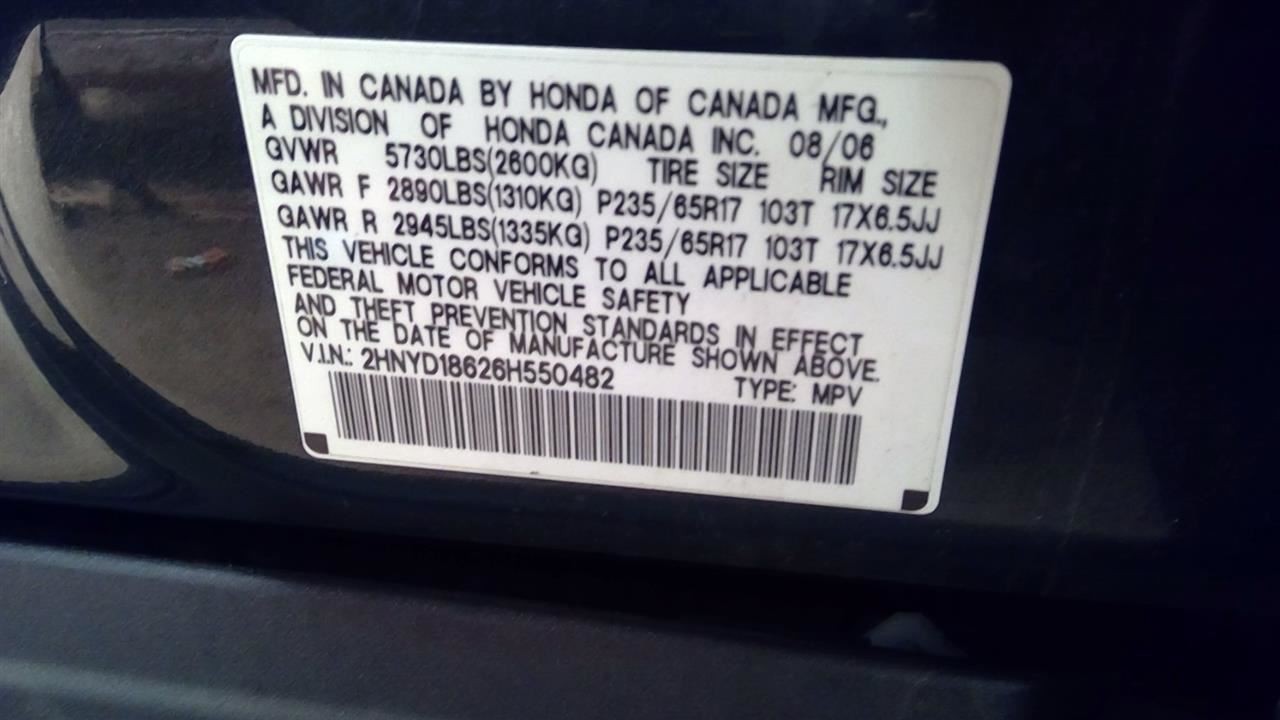 MFD. IN CANADA BY HONDA OF CANADA MFG.,
A DIVISION OF HONDA CANADA INC. 08/06
GVWR 5730LBS(2600KG) TIRE SIZE RIM SIZE
GAWR F 2890LBS(1310KG) P235/65R17 103T 17X6.5JJ
GAWR R 2945LBS(1335KG) P235/65R17 103T 17X6.5JJ
THIS VEHICLE CONFORMS TO ALL APPLICABLE
FEDERAL MOTOR VEHICLE SAFETY
AND THEFT PREVENTION STANDARDS IN EFFECT
ON THE DATE OF MANUFACTURE SHOWN ABOVE.
V.I.N.: 2HNYD18626H550482 TYPE: MPV